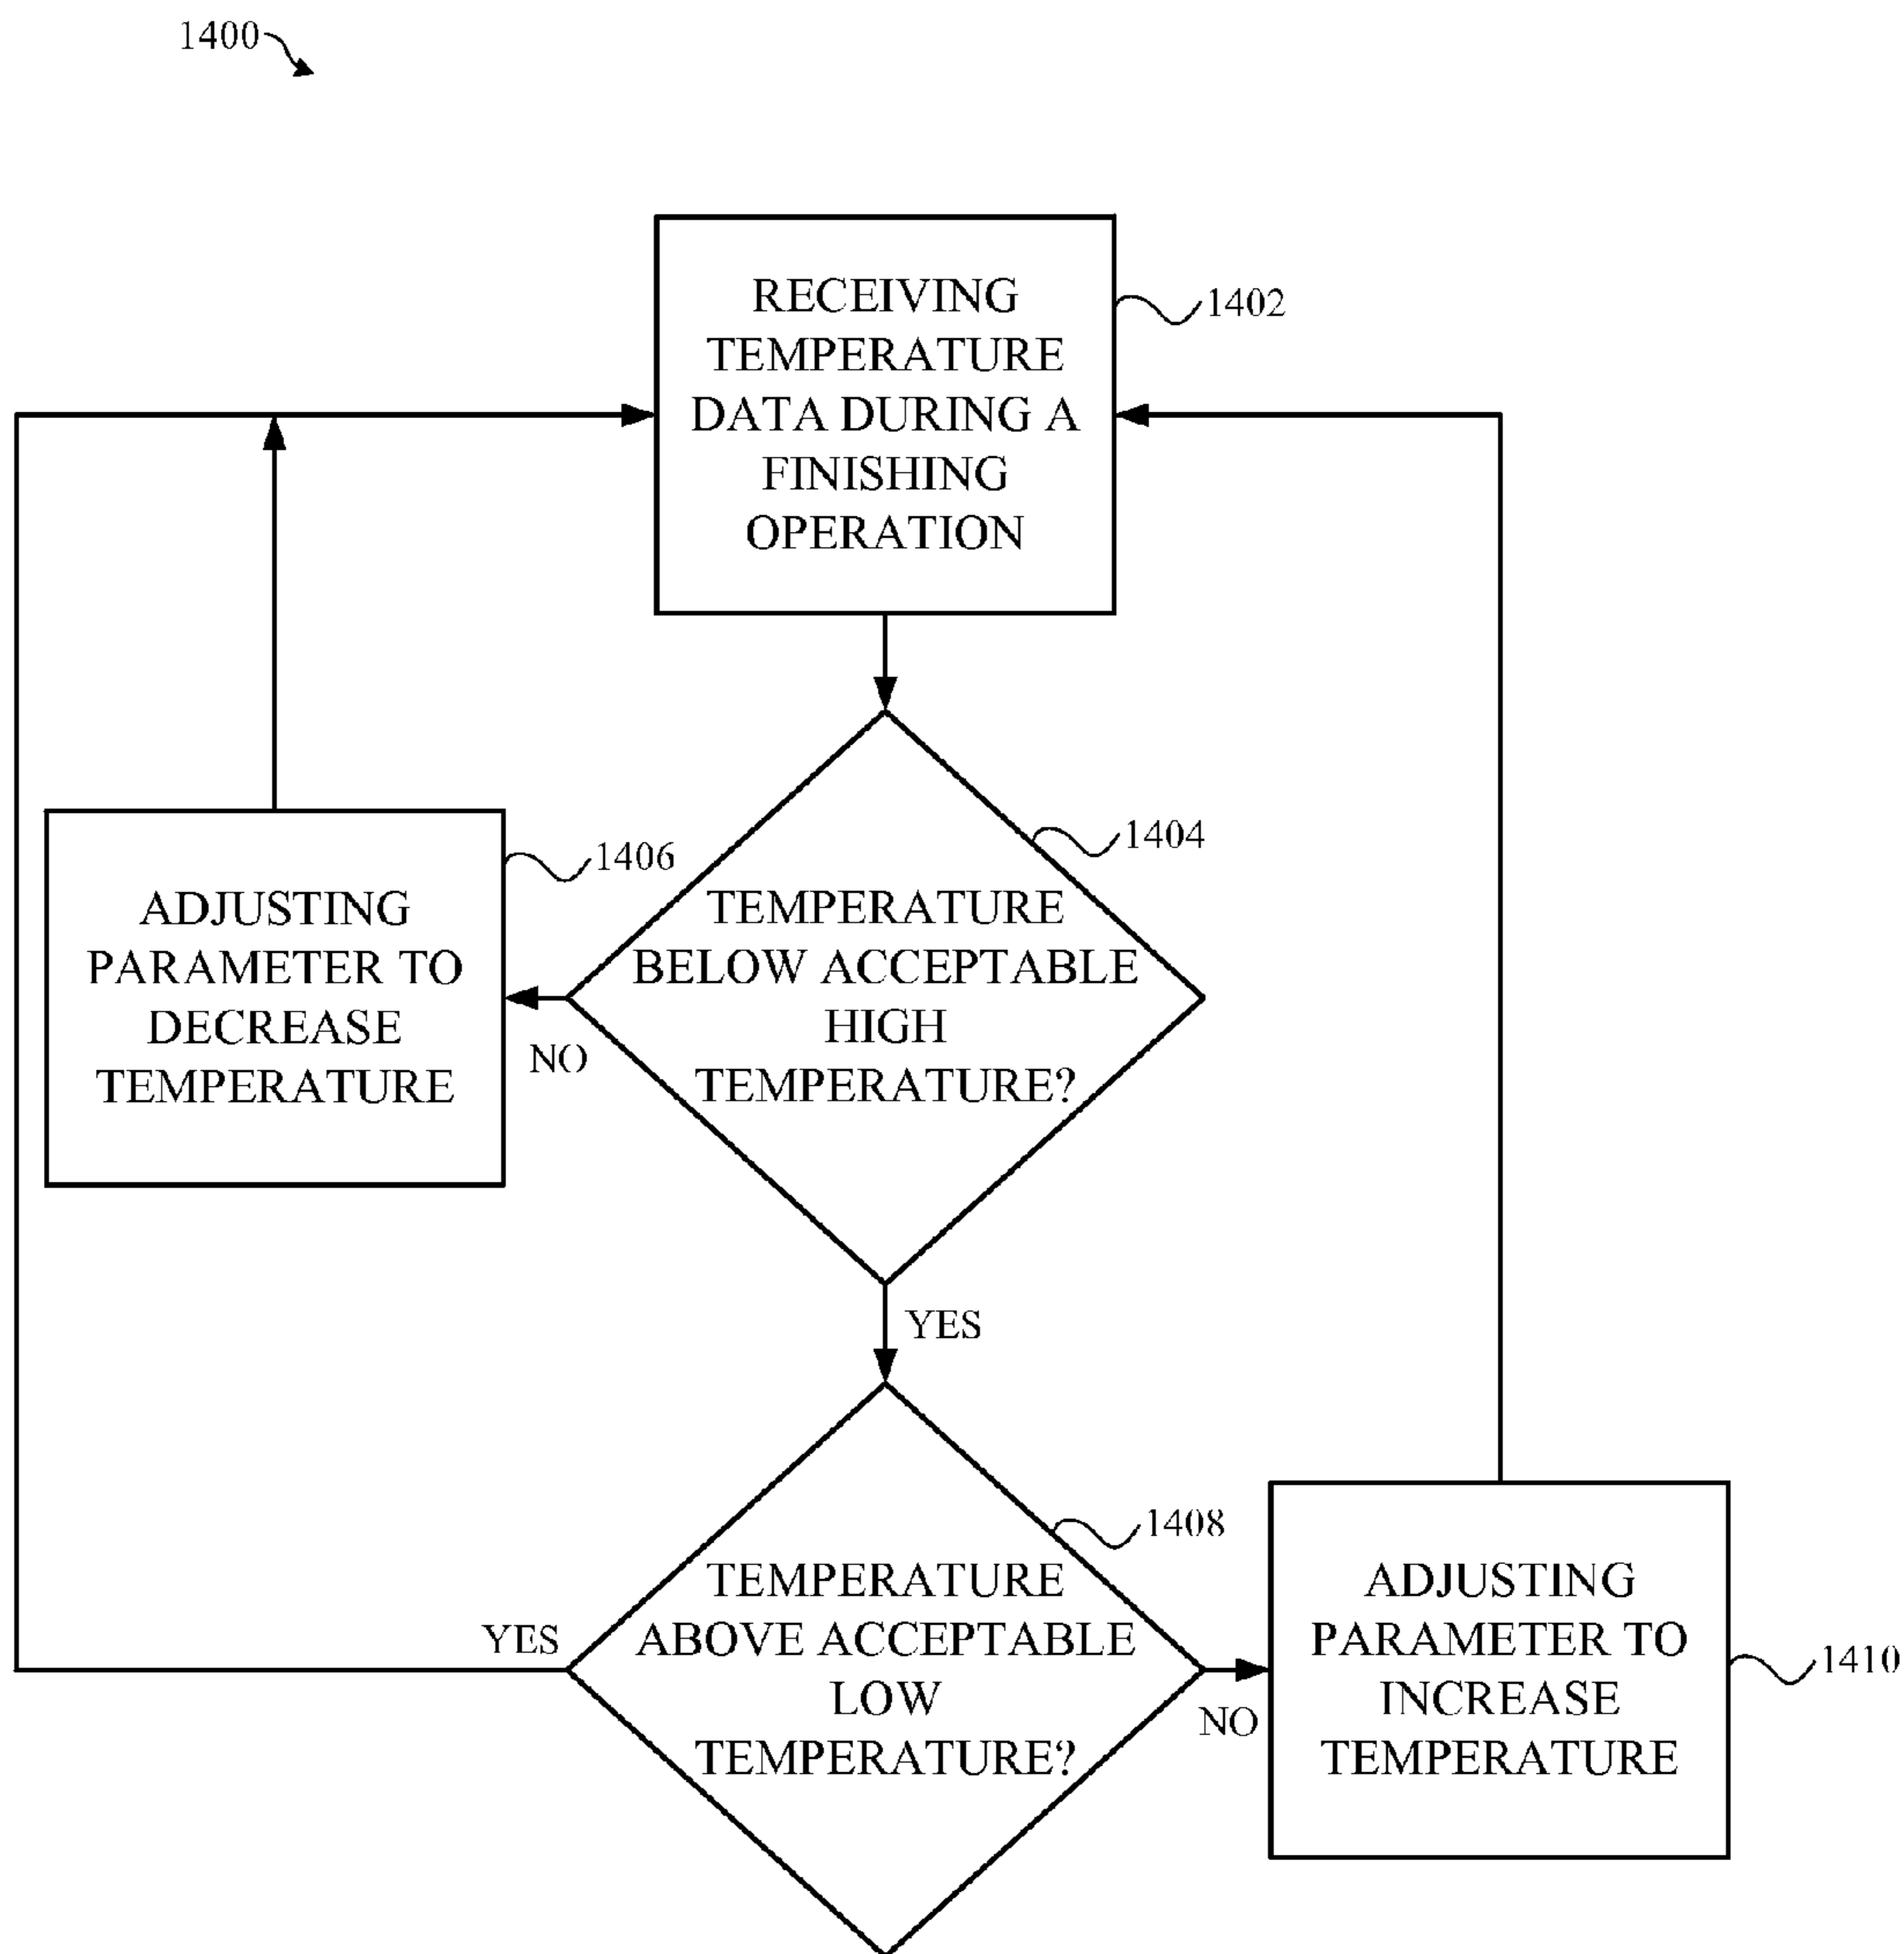 1400
RECEIVING
TEMPERATURE
DATA DURING A
FINISHING
OPERATION
1402
1404
TEMPERATURE
BELOW ACCEPTABLE
HIGH
TEMPERATURE?
NO
1406
ADJUSTING
PARAMETER TO
DECREASE
TEMPERATURE
YES
1408
TEMPERATURE
ABOVE ACCEPTABLE
LOW
TEMPERATURE?
YES
NO
ADJUSTING
PARAMETER TO
INCREASE
TEMPERATURE
1410